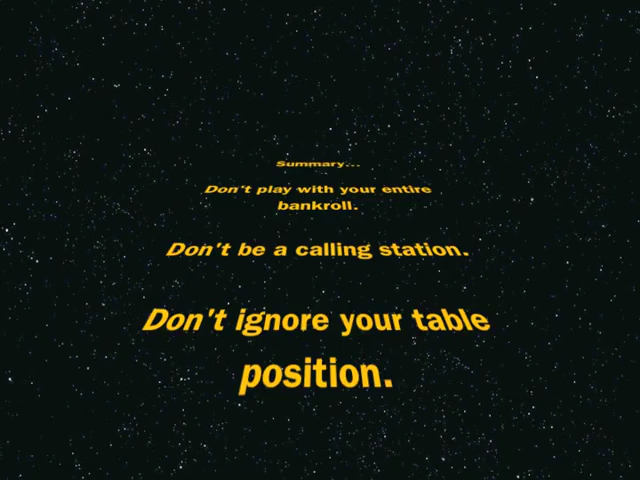 Summary...
Don't play with your entire
bankroll.
Don't be a calling station.
Don't ignore your table
position.